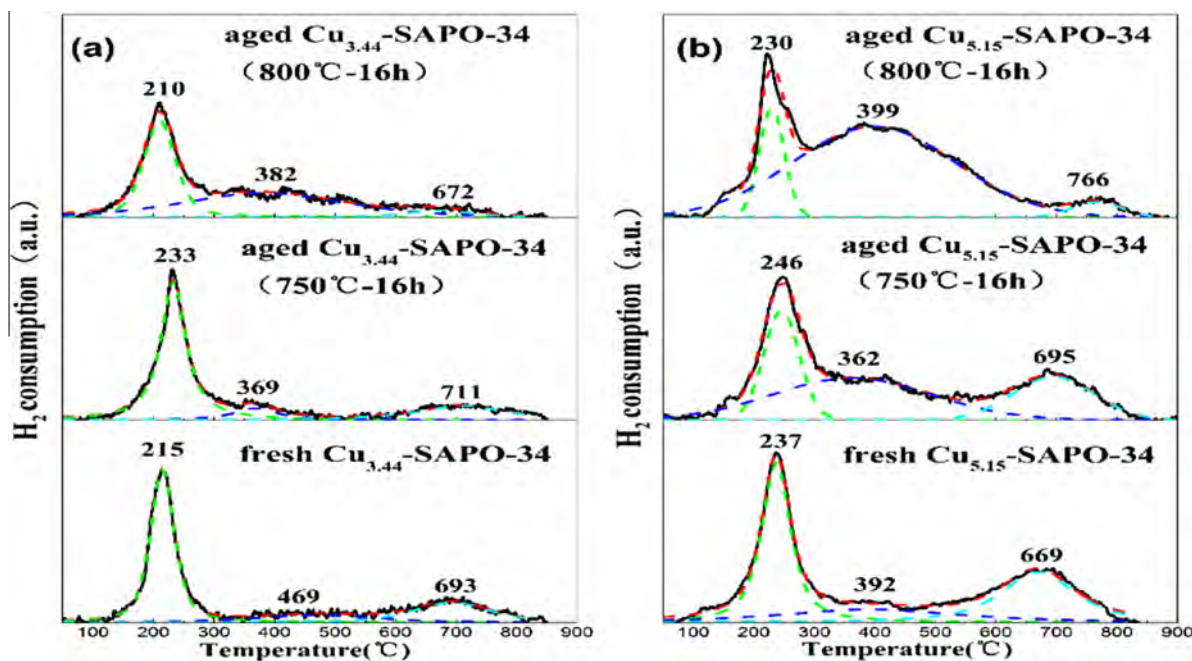 (a)
aged Cu3.44-SAPO-34
(800℃-16h)
210
382
672
aged Cu3.44-SAPO-34
(750℃-16h)
233
369
711
fresh Cu3.44-SAPO-34
215
469
693
H2consumption (a.u.)
100 200 300 400 500 600 700 800 900
Temperature(℃)
(b)
aged Cu5.15-SAPO-34
(800℃-16h)
230
399
766
aged Cu5.15-SAPO-34
(750℃-16h)
246
362
695
fresh Cu5.15-SAPO-34
237
392
669
H2consumption (a.u.)
100 200 300 400 500 600 700 800 900
Temperature(℃)